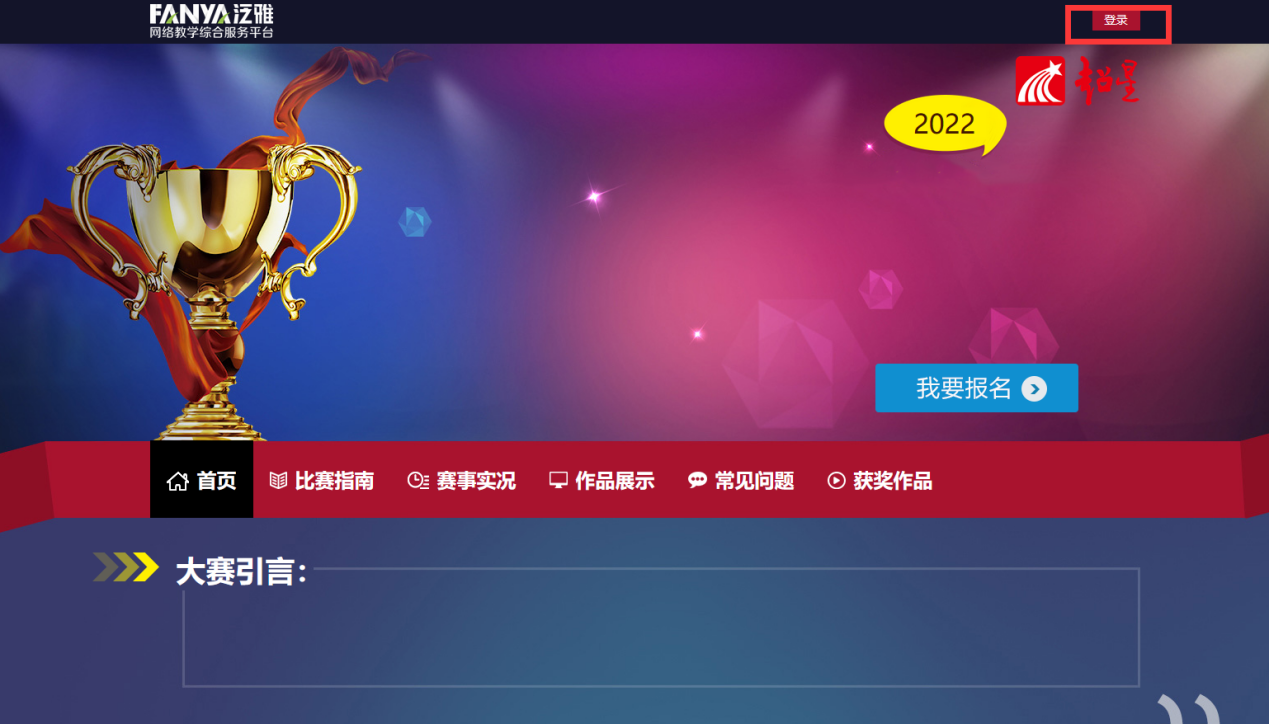 FANYA泛雅
网络教学综合服务平台
登录
超星
2022
我要报名
首页
比赛指南
赛事实况
作品展示
常见问题
获奖作品
大赛引言：